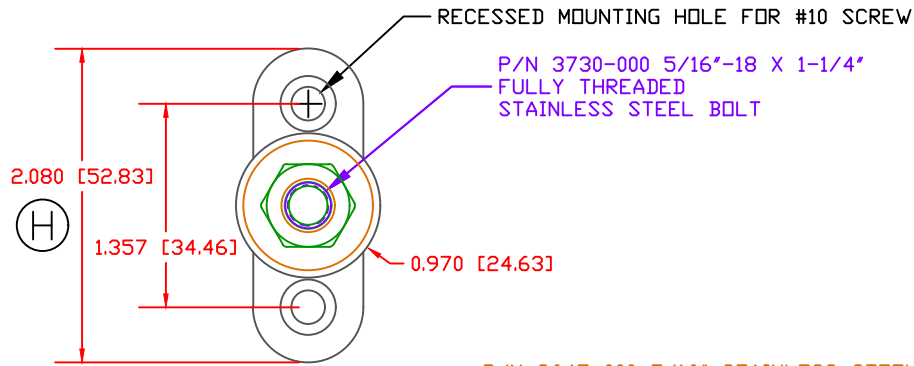 RECESSED MOUNTING HOLE FOR #10 SCREW
P/N 3730-000 5/16"-18 X 1-1/4"
FULLY THREADED
STAINLESS STEEL BOLT
2.080 [52.83]
H
1.357 [34.46]
0.970 [24.63]